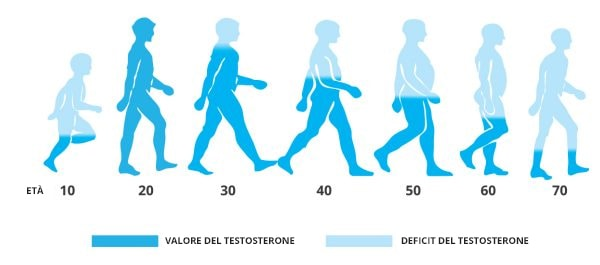 ETÀ 10 20 30 40 50 60 70
VALORE DEL TESTOSTERONE DEFICIT DEL TESTOSTERONE